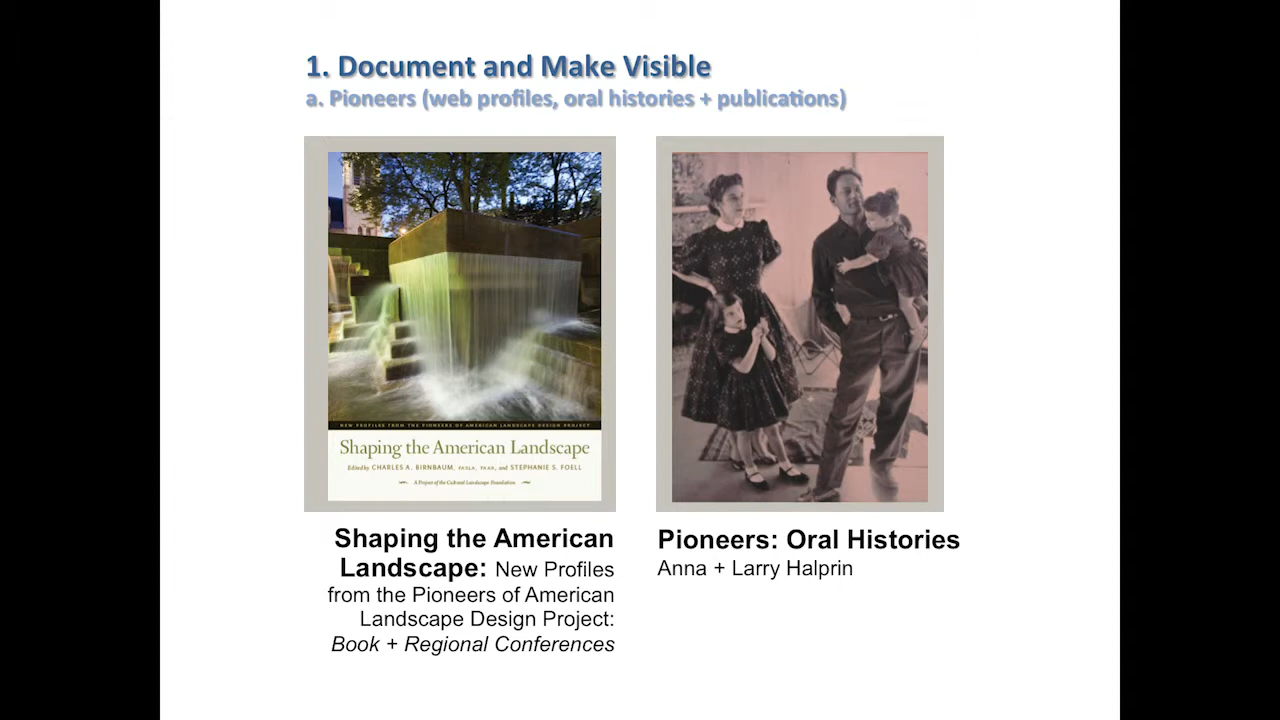 1. Document and Make Visible
a. Pioneers (web profiles, oral histories + publications)
NEW PROFILES FROM THE PIONEERS OF AMERICAN LANDSCAPE DESIGN PROJECT
Shaping the American Landscape
Edited by CHARLES A. BIRNBAUM, FASLA, FAAR, and STEPHANIE S. FOELL
A Project of the Cultural Landscape Foundation
Shaping the American
Landscape: New Profiles
from the Pioneers of American
Landscape Design Project:
Book + Regional Conferences
Pioneers: Oral Histories
Anna + Larry Halprin